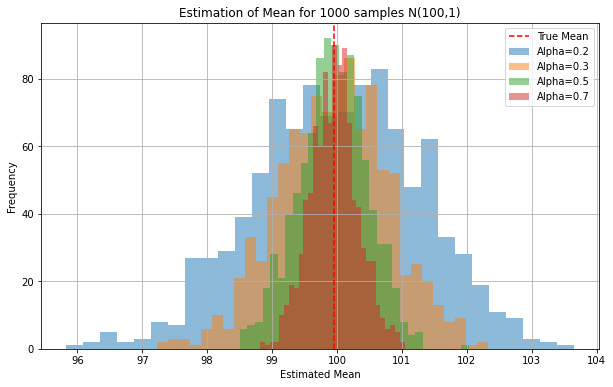 Estimation of Mean for 1000 samples N(100,1)
True Mean
Alpha=0.2
Alpha=0.3
Alpha=0.5
Alpha=0.7
Frequency
80
60
40
20
0
96 97 98 99 100 101 102 103 104
Estimated Mean